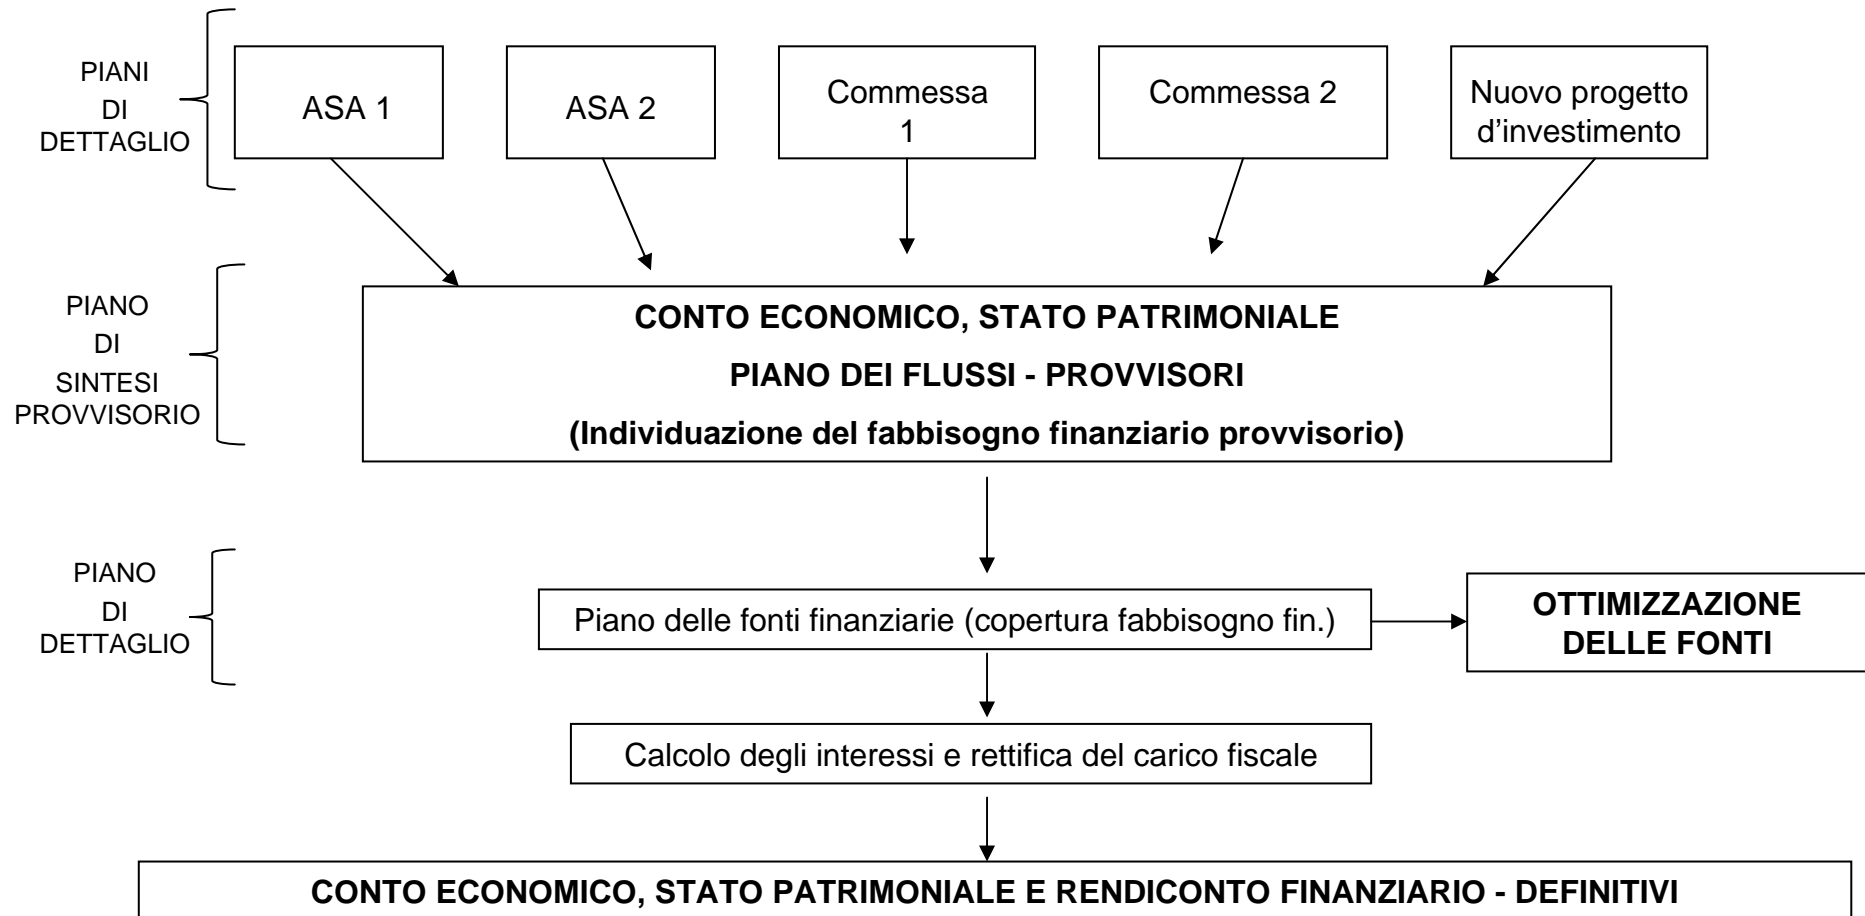 PIANI
DI
DETTAGLIO
ASA 1
ASA 2
Commessa
1
Commessa 2
Nuovo progetto
d’investimento
PIANO
DI
SINTESI
PROVVISORIO
CONTO ECONOMICO, STATO PATRIMONIALE
PIANO DEI FLUSSI - PROVVISORI
(Individuazione del fabbisogno finanziario provvisorio)
PIANO
DI
DETTAGLIO
Piano delle fonti finanziarie (copertura fabbisogno fin.)
OTTIMIZZAZIONE
DELLE FONTI
Calcolo degli interessi e rettifica del carico fiscale
CONTO ECONOMICO, STATO PATRIMONIALE E RENDICONTO FINANZIARIO - DEFINITIVI